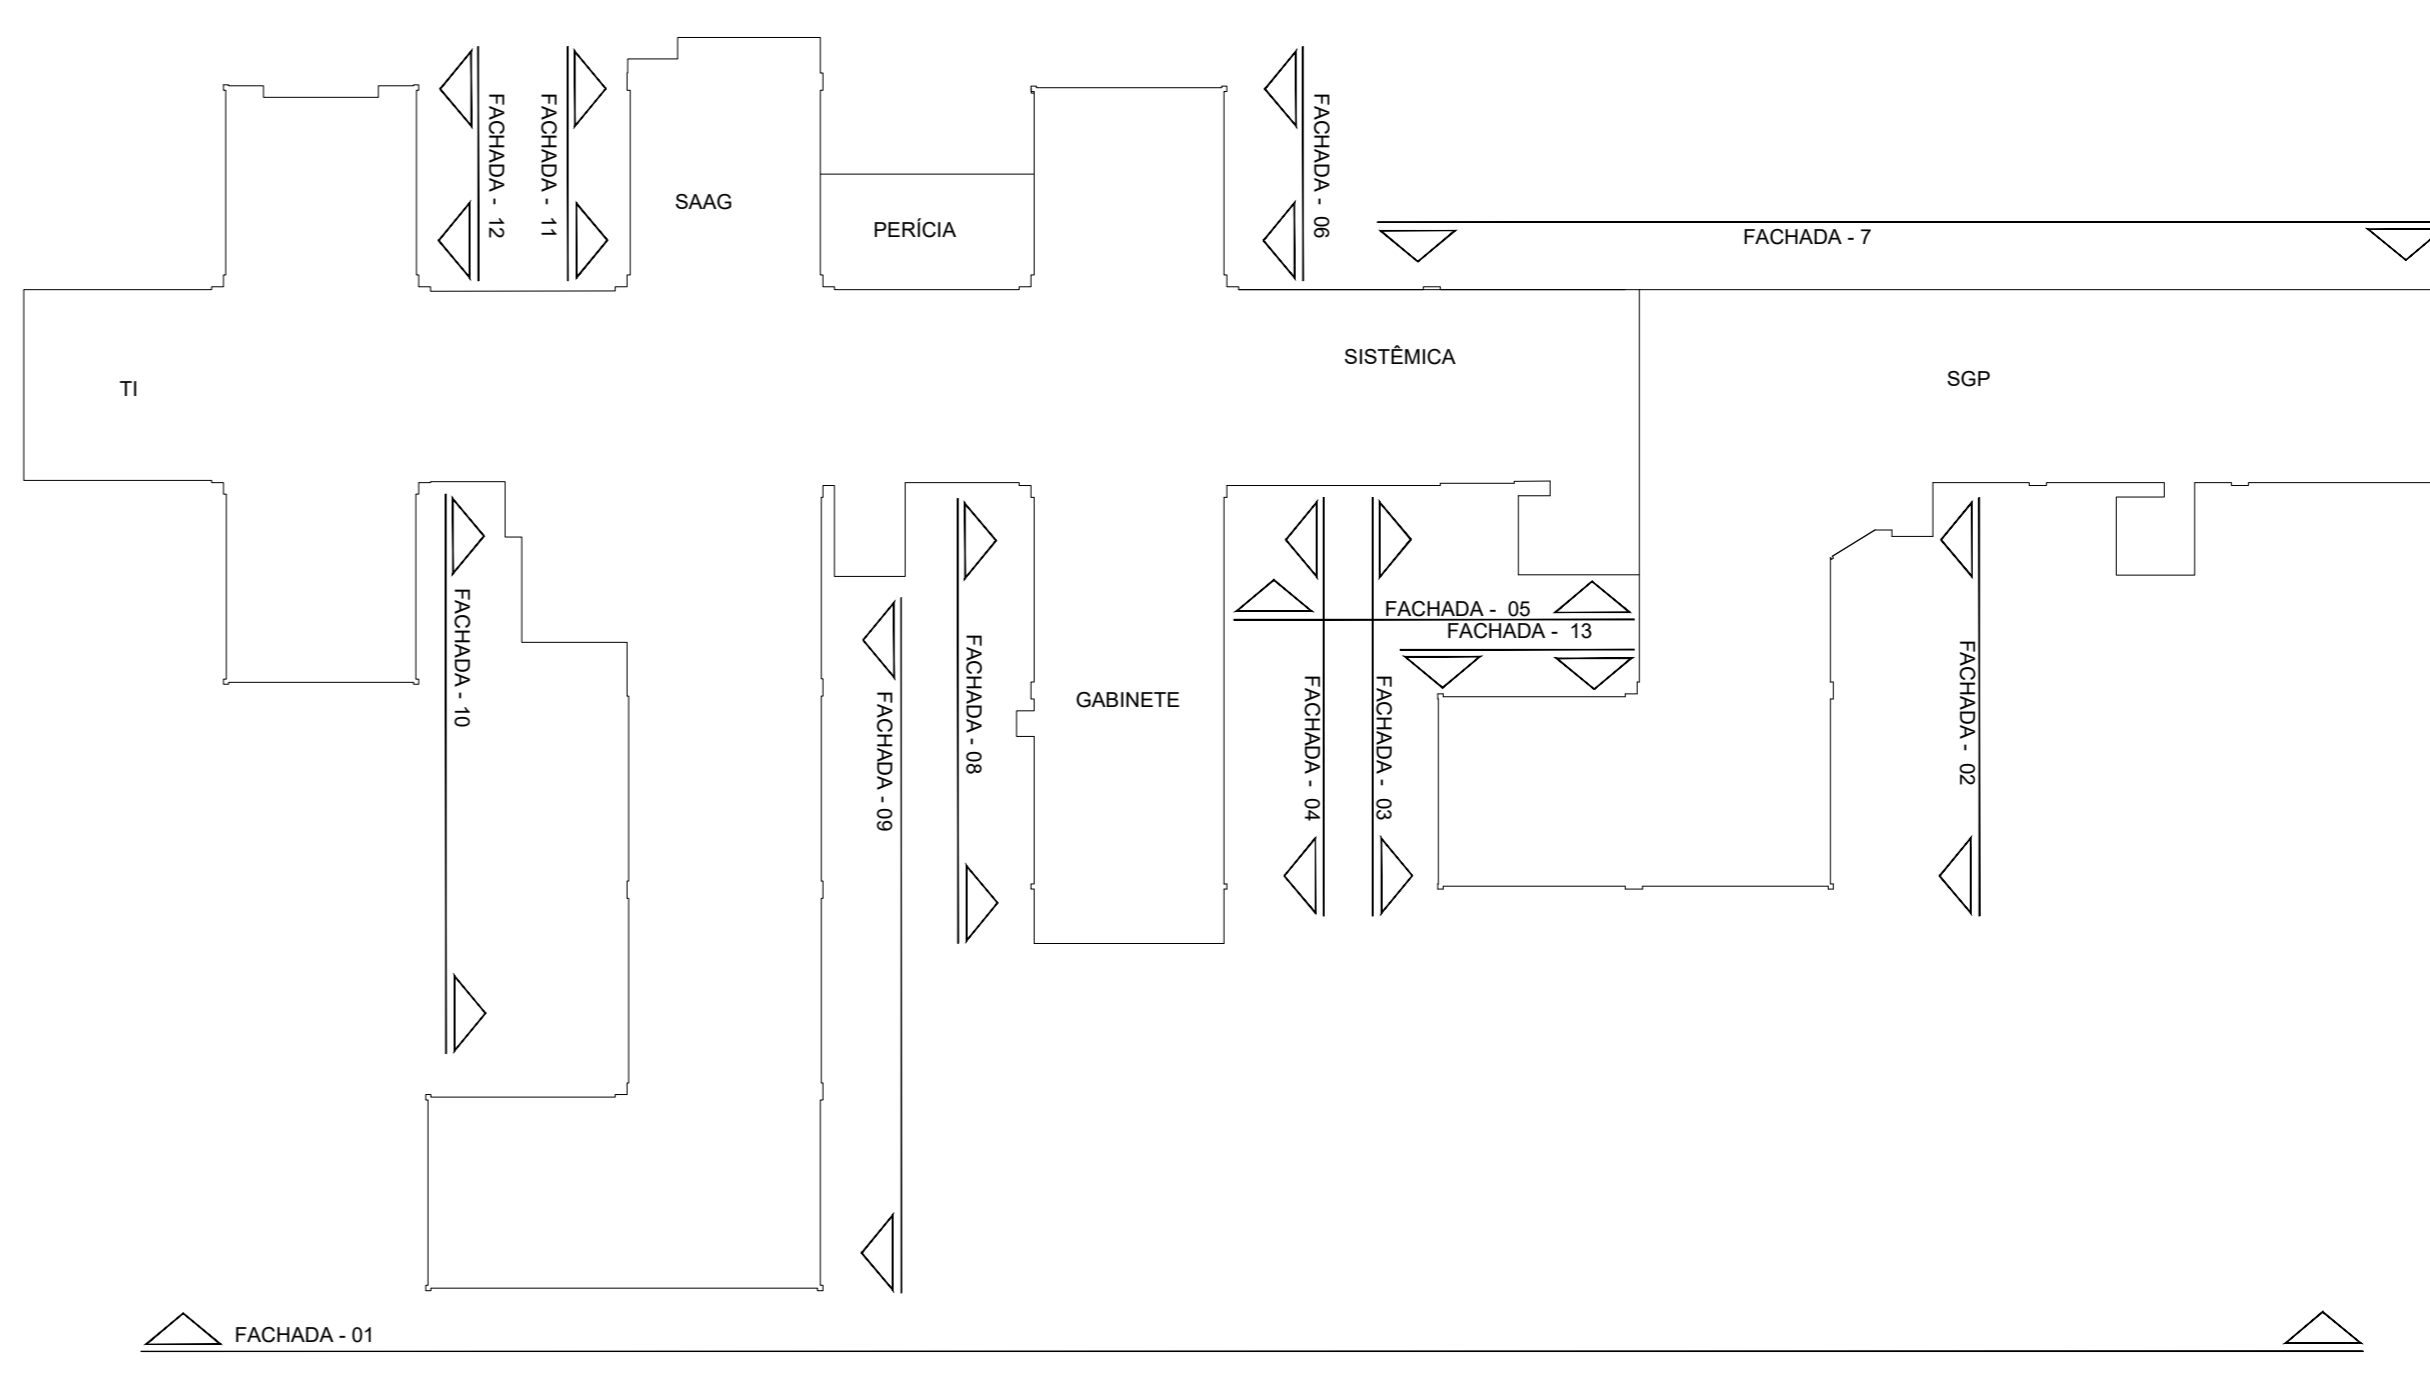 FACHADA - 12
FACHADA - 11
SAAG
PERÍCIA
FACHADA - 06
FACHADA - 7
TI
SISTÊMICA
SGP
FACHADA - 10
FACHADA - 09
FACHADA - 08
GABINETE
FACHADA - 05
FACHADA - 13
FACHADA - 04
FACHADA - 03
FACHADA - 02
FACHADA - 01